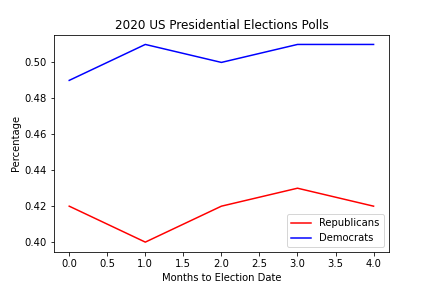 2020 US Presidential Elections Polls
Percentage
0.50
0.48
0.46
0.44
0.42
0.40
Republicans
Democrats
0.0 0.5 1.0 1.5 2.0 2.5 3.0 3.5 4.0
Months to Election Date